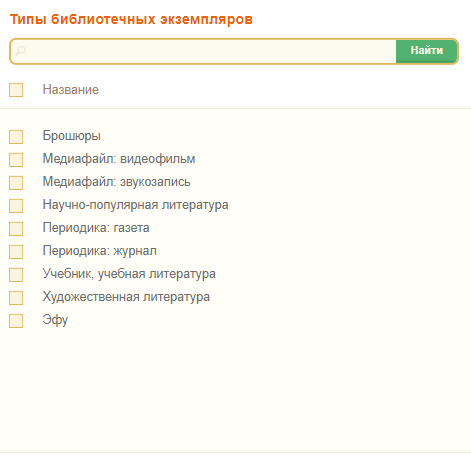 Типы библиотечных экземпляров
Найти
Название
Брошюры
Медиафайл: видеофильм
Медиафайл: звукозапись
Научно-популярная литература
Периодика: газета
Периодика: журнал
Учебник, учебная литература
Художественная литература
Эфу